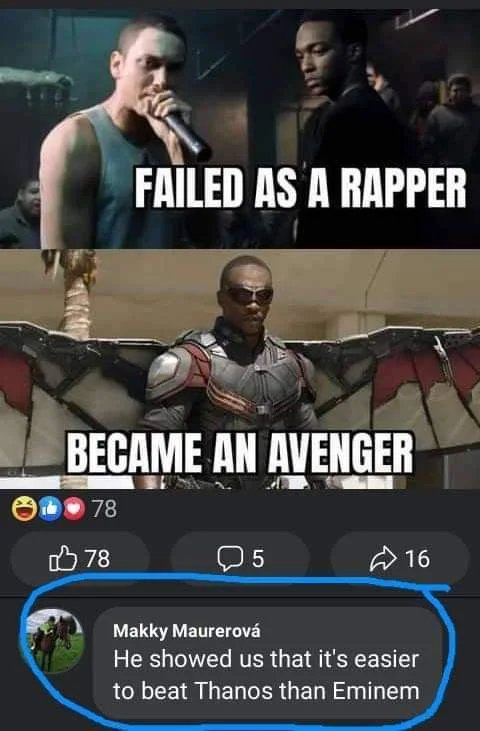 FAILED AS A RAPPER
BECAME AN AVENGER
78
78
5
16
Makky Maurerová
He showed us that it's easier
to beat Thanos than Eminem